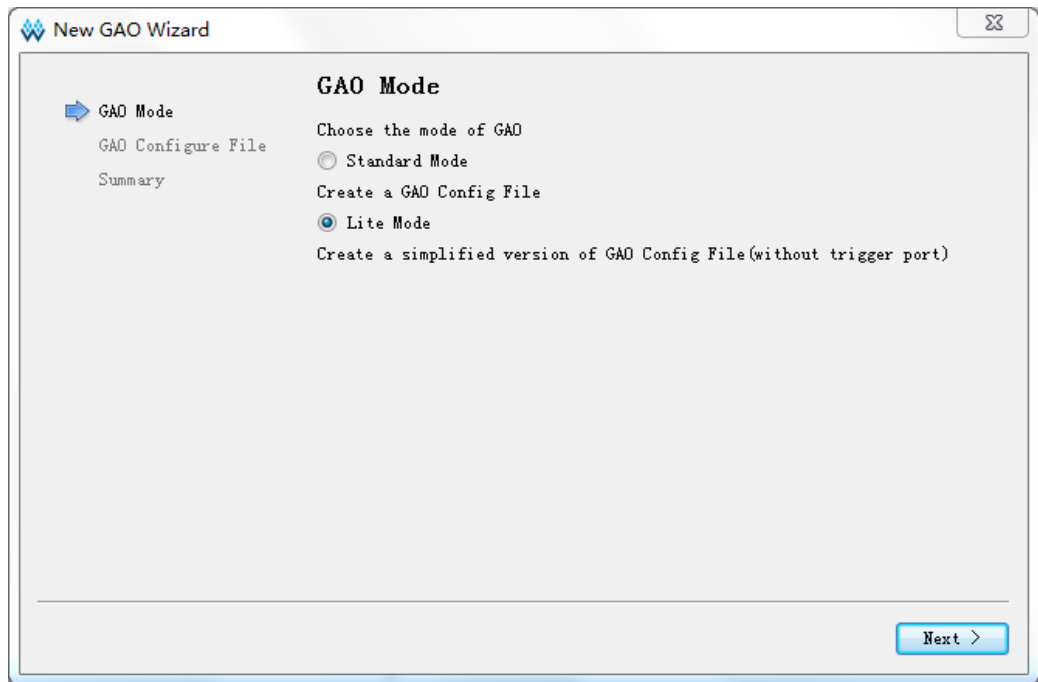 New GAO Wizard
GAO Mode
GAO Configure File
Summary
GAO Mode
Choose the mode of GAO
Standard Mode
Create a GAO Config File
Lite Mode
Create a simplified version of GAO Config File(without trigger port)
Next >